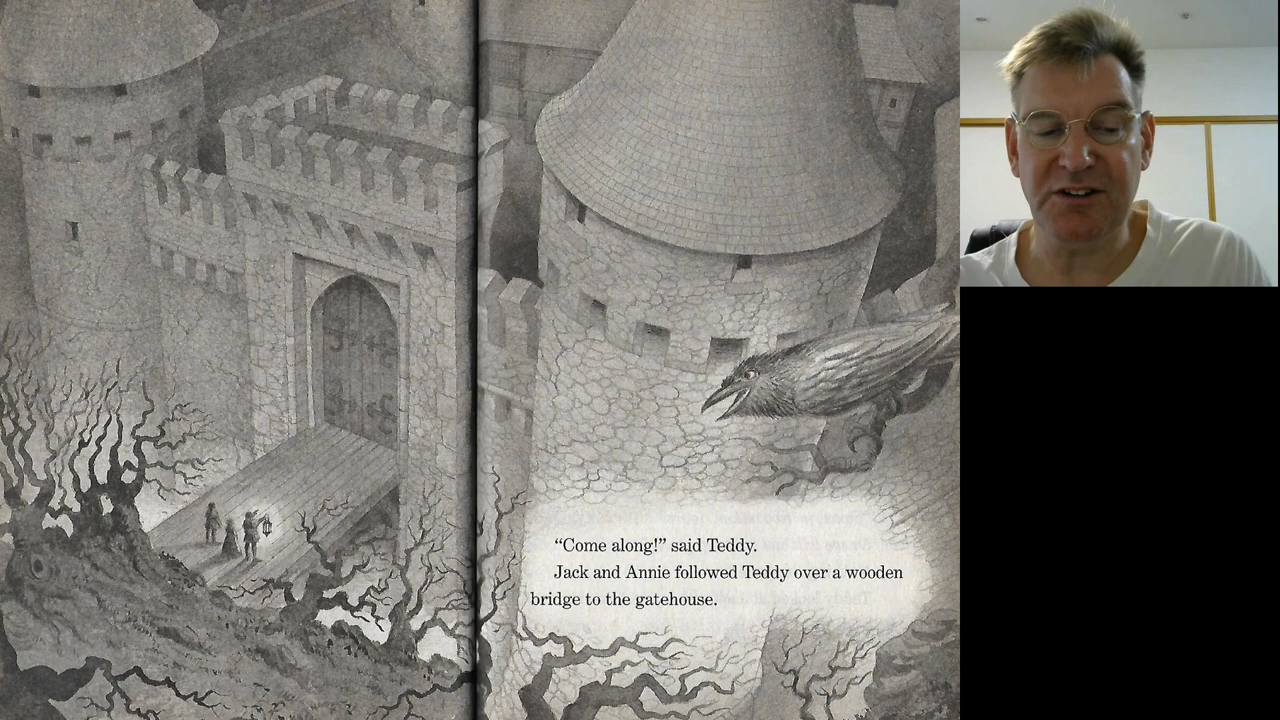 “Come along!” said Teddy.
Jack and Annie followed Teddy over a wooden
bridge to the gatehouse.